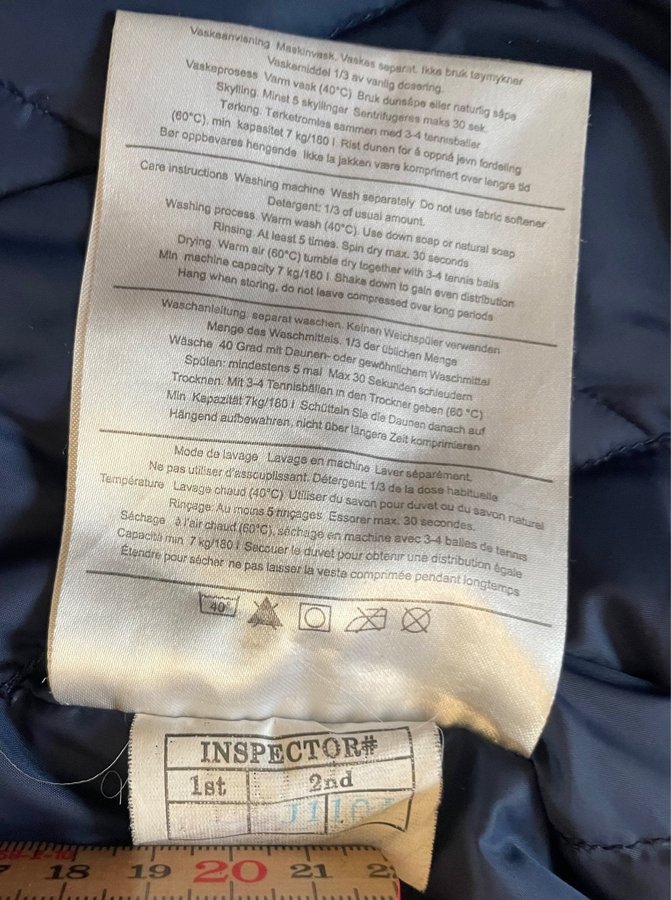 Vaskeanvisning Maskinvask. Vaskes separat. Ikke bruk tøymykner
Vaskemiddel 1/3 av vanlig dosering.
Vaskeprosess Varm vask (40°C) Bruk dunsåpe eller naturlig såpe
Skylling. Minst 5 skyllinger Sentrifugeres maks 30 sek.
Tørking. Tørketromles sammen med 3-4 tennisballer
(60°C). min kapasitet 7 kg/180 l. Rist dunen for å oppnå jevn fordeling
Bør oppbevares hengende Ikke la jakken være komprimert over lengre tid
Care instructions Washing machine Wash separately Do not use fabric softener
Detergent: 1/3 of usual amount.
Washing process. Warm wash (40°C). Use down soap or natural soap
Rinsing. At least 5 times. Spin dry max. 30 seconds
Drying. Warm air (60°C) tumble dry together with 3-4 tennis balls
Min machine capacity 7 kg/180 l. Shake down to gain even distribution
Hang when storing, do not leave compressed over long periods
Waschanleitung. separat waschen. Keinen Weichspüler verwenden
Menge des Waschmittels. 1/3 der üblichen Menge
Wäsche 40 Grad mit Daunen- oder gewöhnlichem Waschmittel
Spülen: mindestens 5 mal Max 30 Sekunden schleudern
Trocknen. Mit 3-4 Tennisbällen in den Trockner geben (60 °C)
Min. Kapazität 7kg/180 l Schütteln Sie die Daunen danach auf
Hängend aufbewahren, nicht über längere Zeit komprimieren
Mode de lavage Lavage en machine Laver séparément.
Ne pas utiliser d'assouplissant. Détergent: 1/3 de la dose habituelle
Température Lavage chaud (40°C) Utiliser du savon pour duvet ou du savon naturel
Rinçage: Au moins 5 rinçages. Essorer max. 30 secondes.
Séchage à l'air chaud (60°C), séchage en machine avec 3-4 balles de tennis
Capacité min 7 kg/180 l Secouer le duvet pour obtenir une distribution égale
Étendre pour sécher ne pas laisser la veste comprimée pendant longtemps
40°
INSPECTOR#
1st 2nd
18 19 20 21